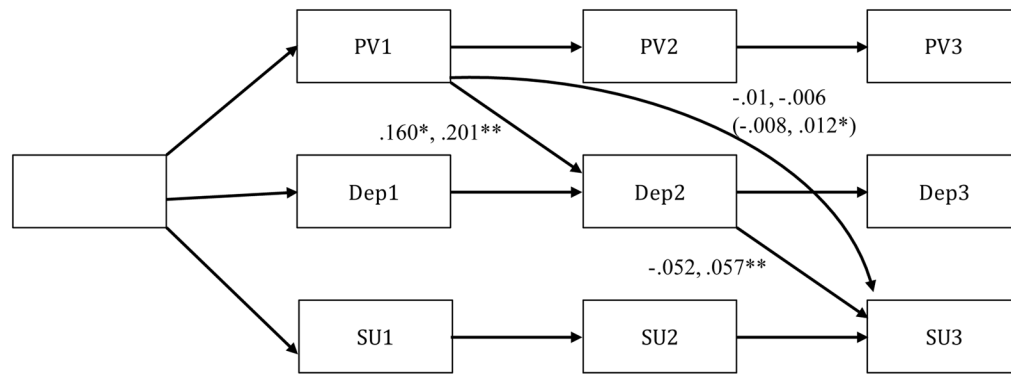 PV1
PV2
PV3
-.01, -.006
(-.008, .012*)
.160*, .201**
Dep1
Dep2
Dep3
-.052, .057**
SU1
SU2
SU3